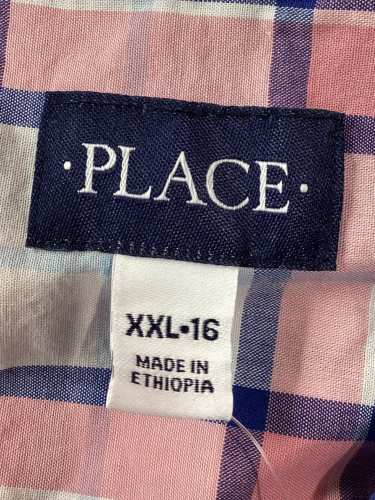 ·PLACE·
XXL•16
MADE IN
ETHIOPIA